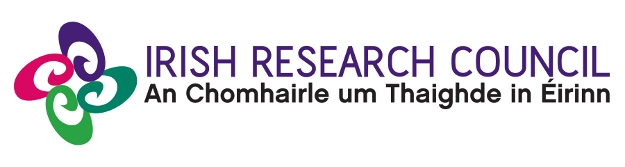 IRISH RESEARCH COUNCIL
An Chomhairle um Thaighde in Éirinn